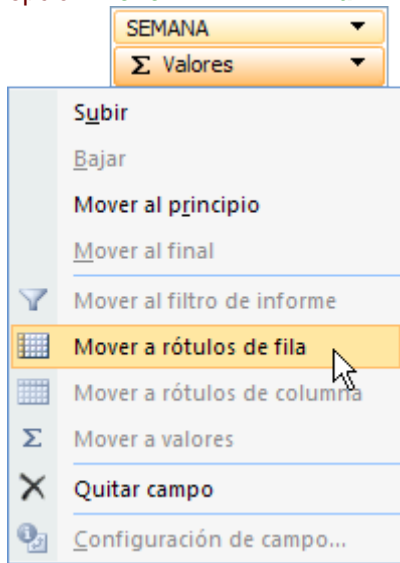 SEMANA
Σ Valores
Subir
Bajar
Mover al principio
Mover al final
Mover al filtro de informe
Mover a rótulos de fila
Mover a rótulos de columna
Σ Mover a valores
Quitar campo
Configuración de campo...